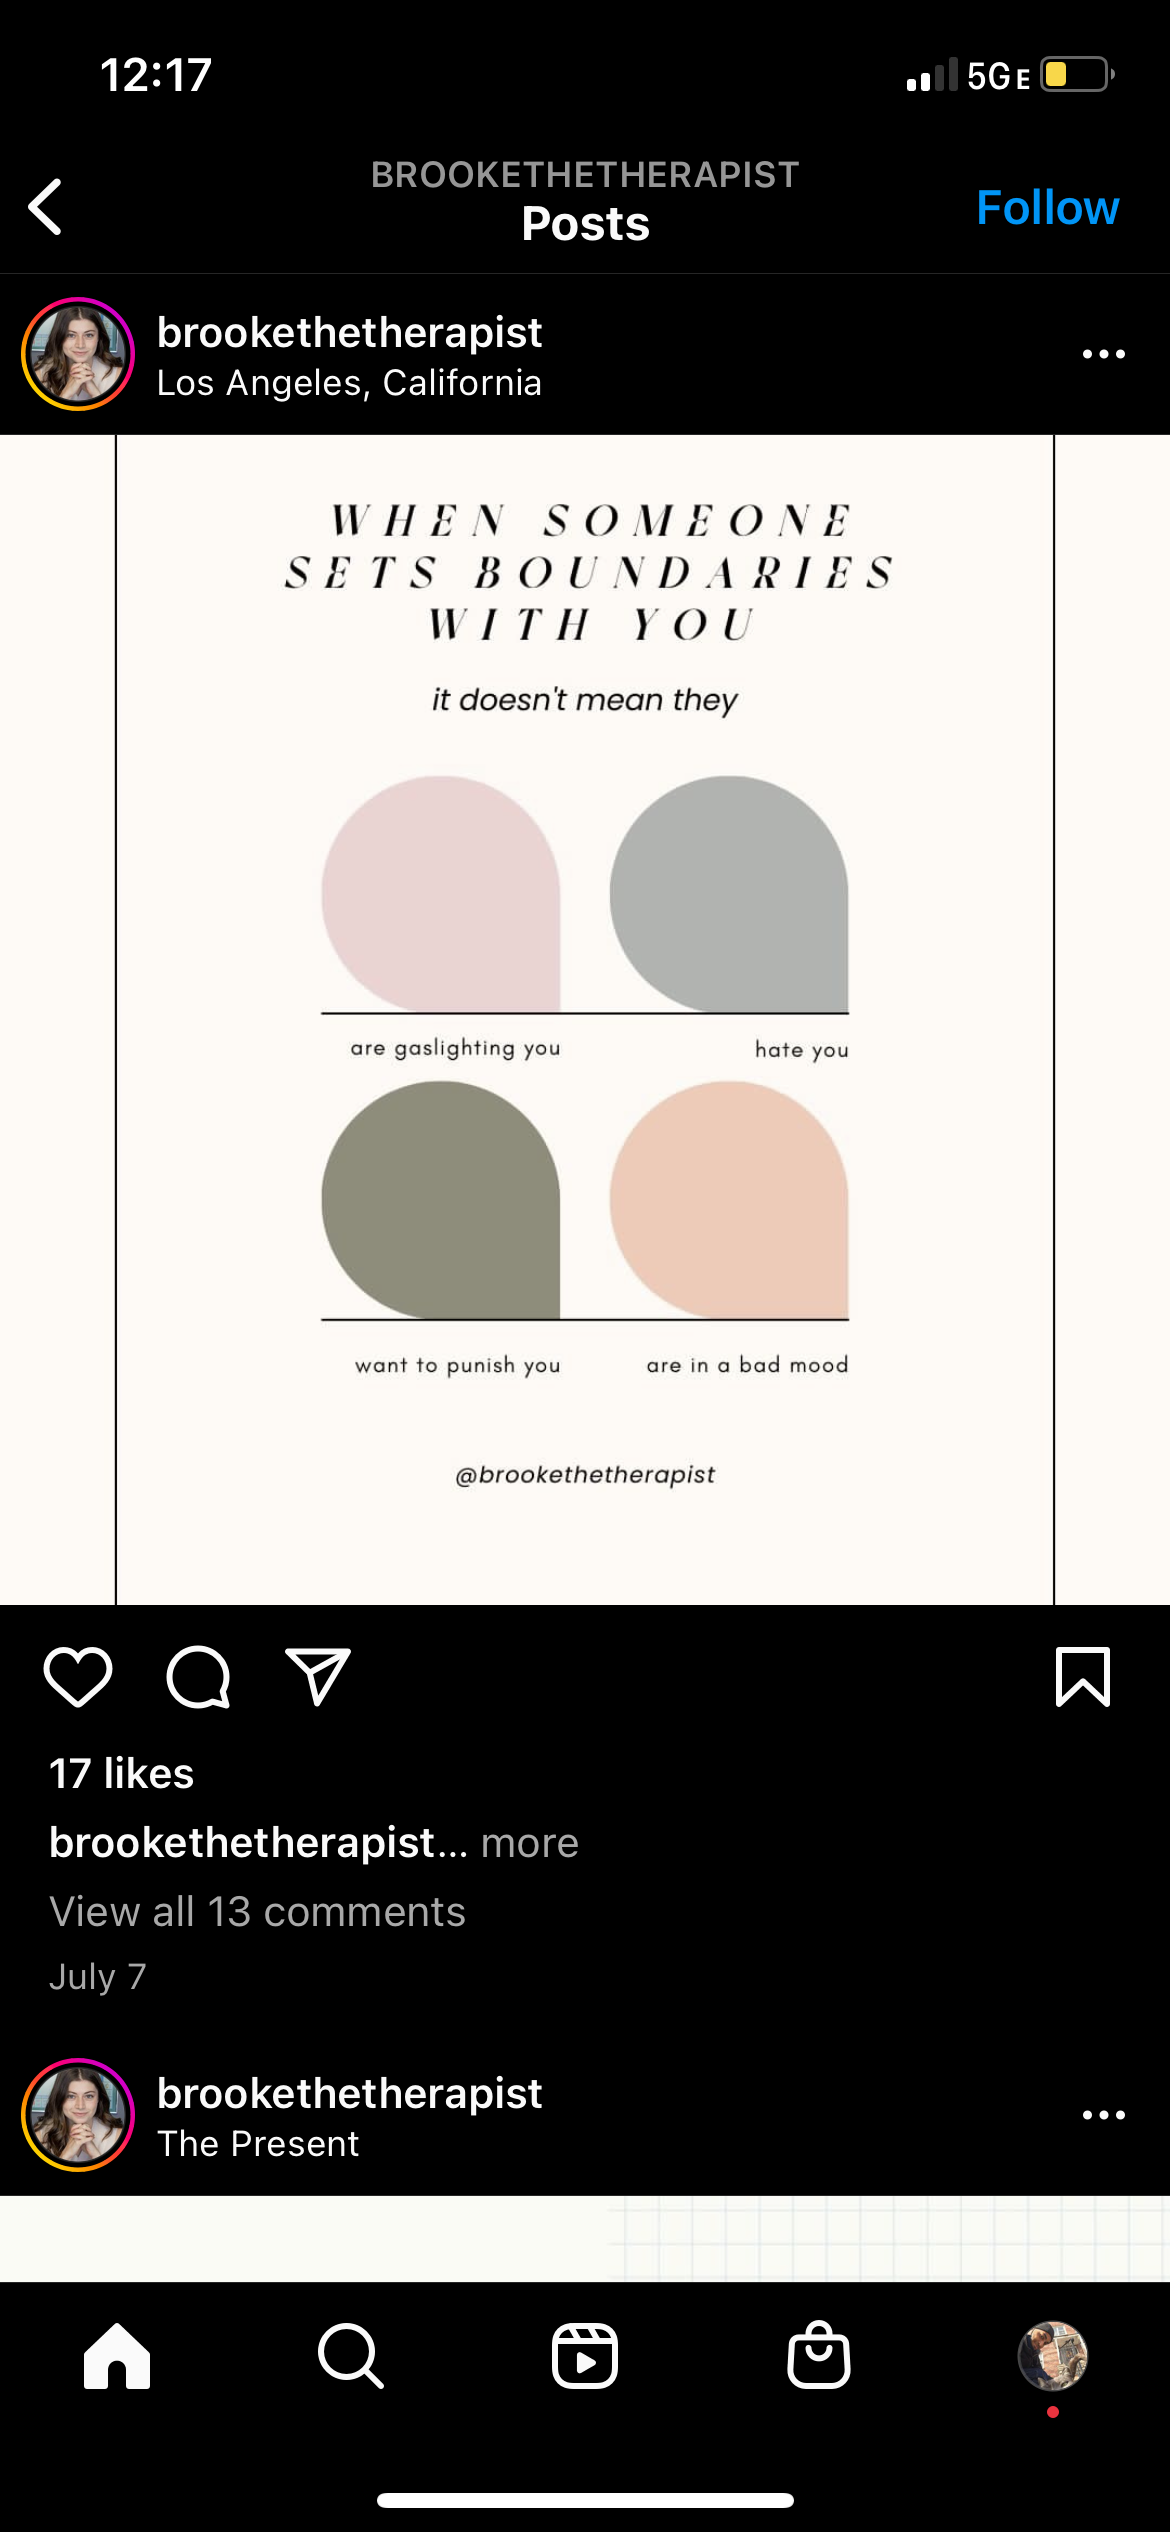 12:17
5GE
BROOKETHETHERAPIST
Posts
Follow
brookethetherapist
Los Angeles, California
WHEN SOMEONE
SETS BOUNDARIES
WITH YOU
it doesn't mean they
are gaslighting you
hate you
want to punish you
are in a bad mood
@brookethetherapist
17 likes
brookethetherapist... more
View all 13 comments
July 7
brookethetherapist
The Present